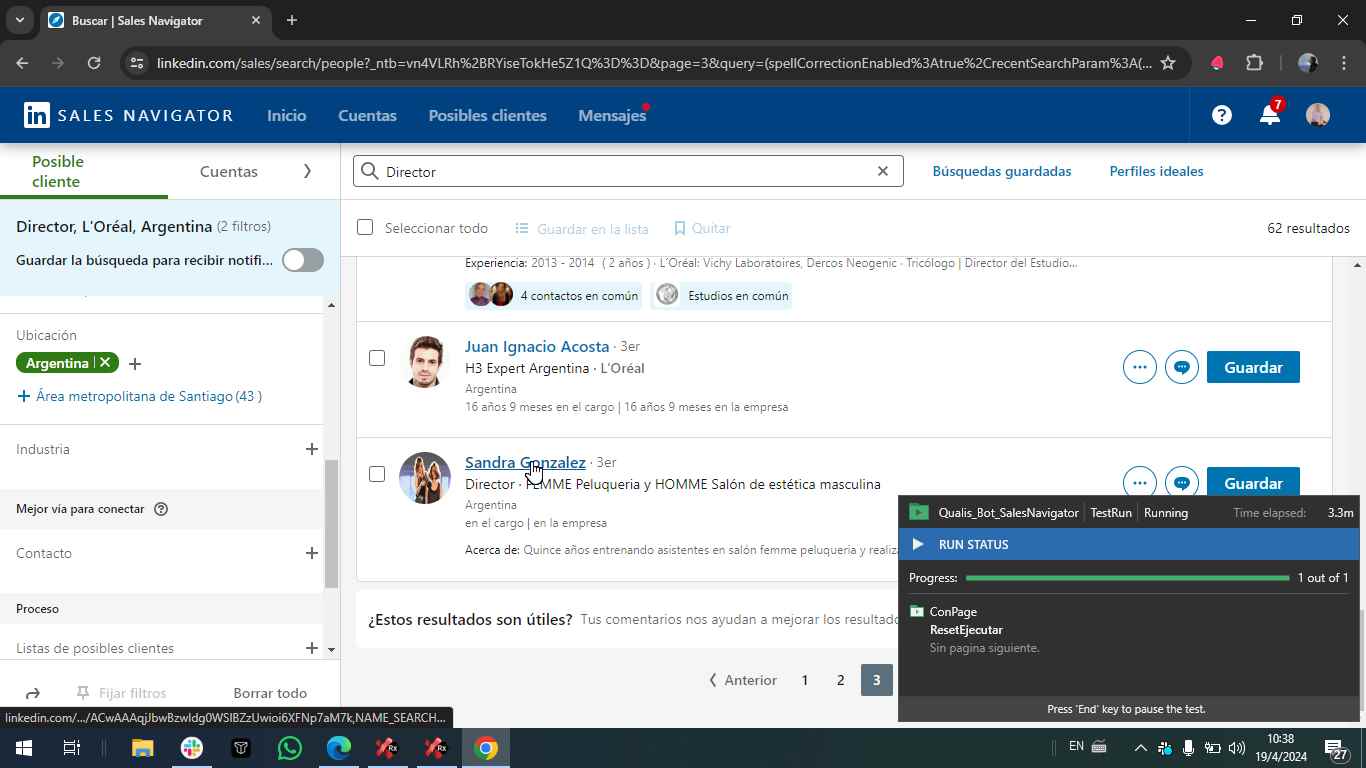 Buscar | Sales Navigator
linkedin.com/sales/search/people?_ntb=vn4VLRh%2BRYiseTokHe5Z1Q%3D%3D&page=3&query=(spellCorrectionEnabled%3Atrue%2CrecentSearchParam%3A(...
in SALES NAVIGATOR Inicio Cuentas Posibles clientes Mensajes ? 7
Posible
cliente
Cuentas
Director Búsquedas guardadas Perfiles ideales
Director, L'Oréal, Argentina (2 filtros)
Guardar la búsqueda para recibir notifi...
Seleccionar todo Guardar en la lista Quitar 62 resultados
Experiencia: 2013 - 2014 ( 2 años ) · L'Oréal: Vichy Laboratoires, Dercos Neogenic · Tricólogo | Director del Estudio...
4 contactos en común Estudios en común
Ubicación
Argentina
+ Área metropolitana de Santiago (43 )
Industria
Mejor vía para conectar ?
Contacto
Proceso
Listas de posibles clientes
Fijar filtros Borrar todo
Juan Ignacio Acosta · 3er
H3 Expert Argentina · L'Oréal
Argentina
16 años 9 meses en el cargo | 16 años 9 meses en la empresa
Guardar
Sandra Gonzalez · 3er
Director · FEMME Peluqueria y HOMME Salón de estética masculina
Argentina
en el cargo | en la empresa
Acerca de: Quince años entrenando asistentes en salón femme peluquería y realiz
Guardar
¿Estos resultados son útiles? Tus comentarios nos ayudan a mejorar los resultado
Anterior 1 2 3
Qualis_Bot_SalesNavigator TestRun Running Time elapsed: 3.3m
RUN STATUS
Progress: 1 out of 1
ConPage
ResetEjecutar
Sin pagina siguiente.
Press 'End' key to pause the test.
linkedin.com/.../ACwAAAqjJbwBzwIdg0WSIBZzUwioi6XFNp7aM7k,NAME_SEARCH...
Rx Rx
EN
10:38
19/4/2024
27